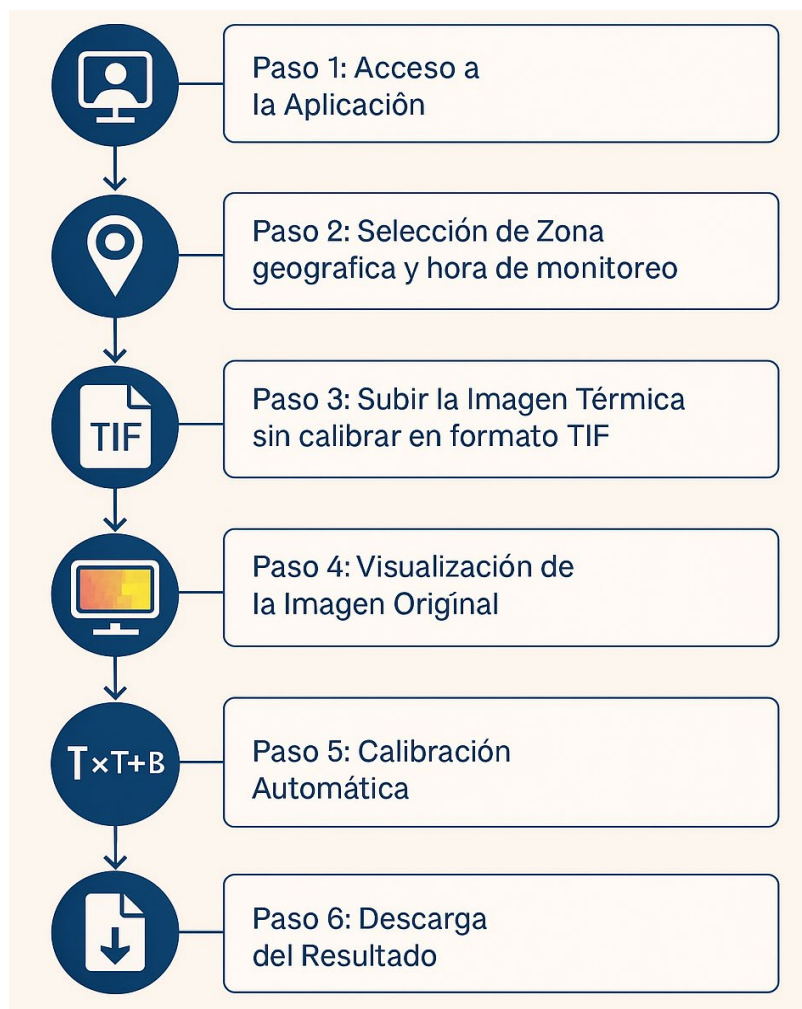 Paso 1: Acceso a
la Aplicaciôn
Paso 2: Selección de Zona
geografica y hora de monitoreo
TIF
Paso 3: Subir la Imagen Térmica
sin calibrar en formato TIF
Paso 4: Visualización de
la Imagen Origínal
T×T+B
Paso 5: Calibración
Automática
Paso 6: Descarga
del Resultado